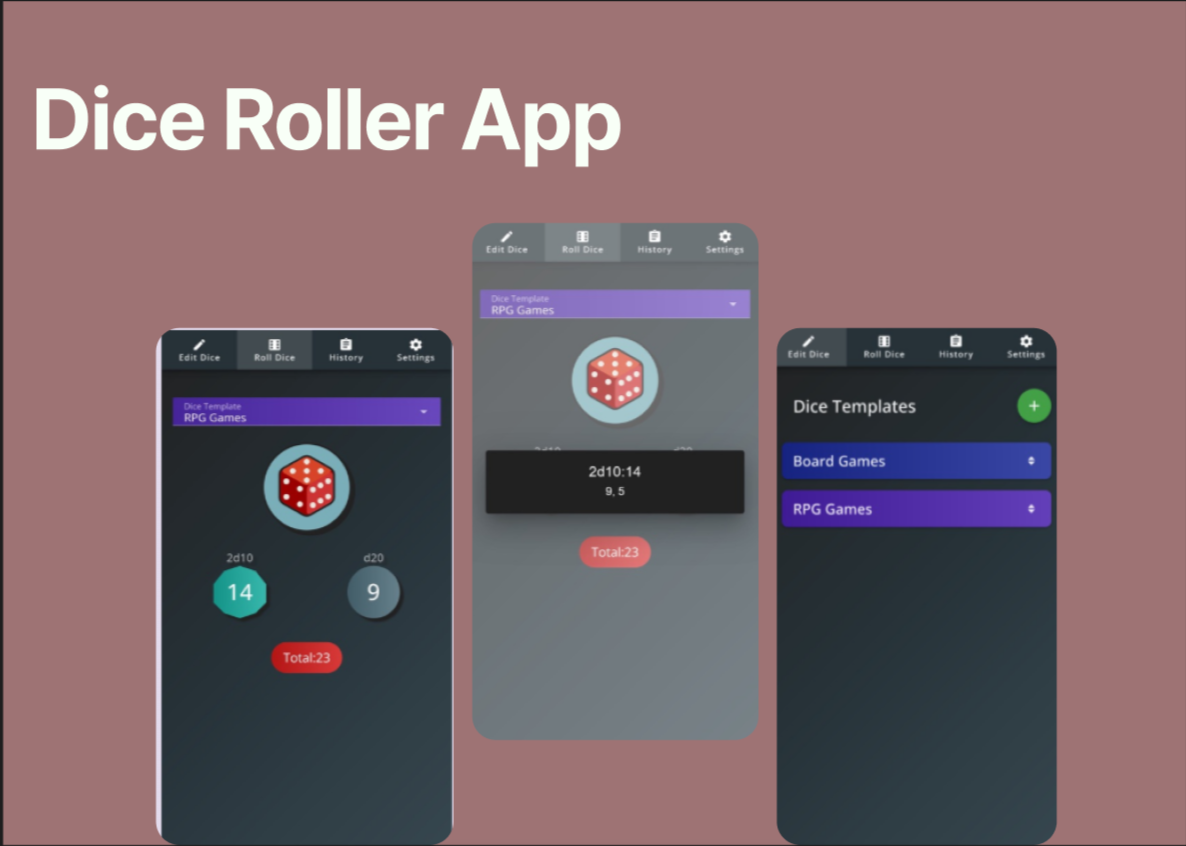 Dice Roller App
Edit Dice Roll Dice History Settings
Dice Template
RPG Games
2d10 d20
14 9
Total:23
Edit Dice Roll Dice History Settings
Dice Template
RPG Games
2d10 d20
2d10:14
9, 5
Total:23
Edit Dice Roll Dice History Settings
Dice Templates
+
Board Games
RPG Games